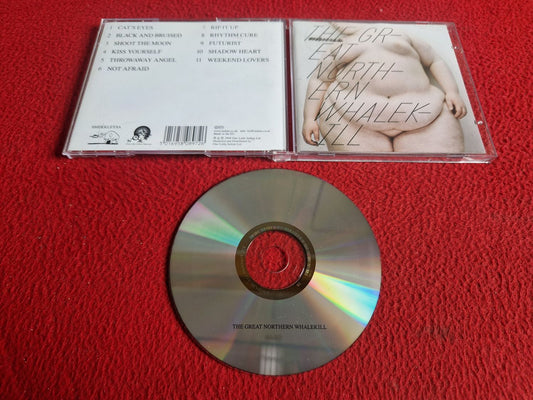 1 CAT'S EYES
2 BLACK AND BRUISED
3 SHOOT THE MOON
4 KISS YOURSELF
5 THROWAWAY ANGEL
6 NOT AFRAID
7 RIP IT UP
8 RHYTHM CURE
9 FUTURIST
10 SHADOW HEART
11 WEEKEND LOVERS
THE GR-
EAT
NORTH-
ERN
WHALEK-
ILL
THE GREAT NORTHERN WHALEKILL